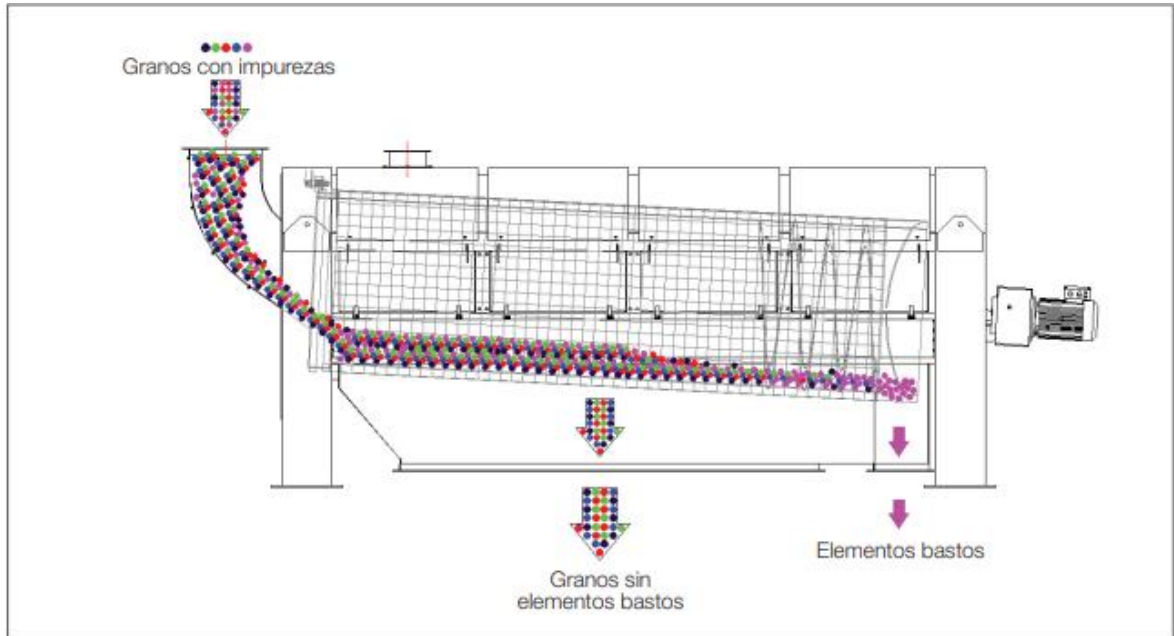 Granos con impurezas
Elementos bastos
Granos sin
elementos bastos